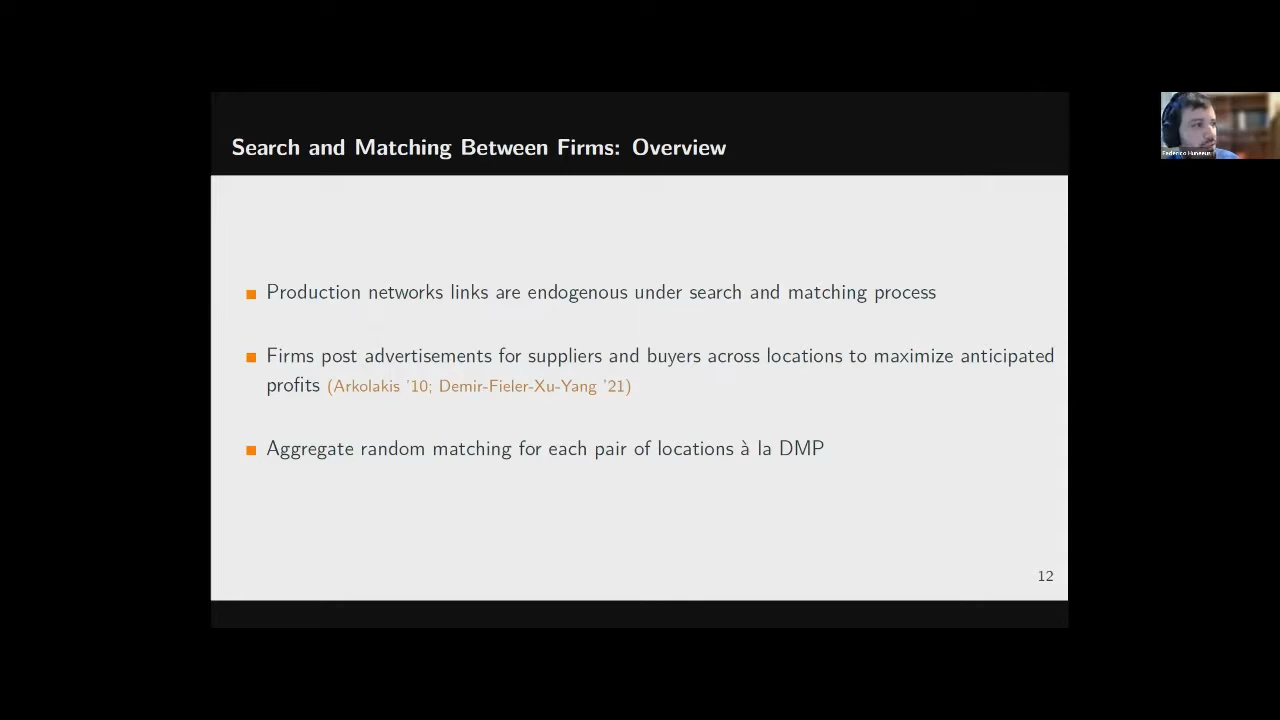 Search and Matching Between Firms: Overview
Production networks links are endogenous under search and matching process
Firms post advertisements for suppliers and buyers across locations to maximize anticipated
profits (Arkolakis '10; Demir-Fieler-Xu-Yang '21)
Aggregate random matching for each pair of locations à la DMP
12
Federico Huneeus